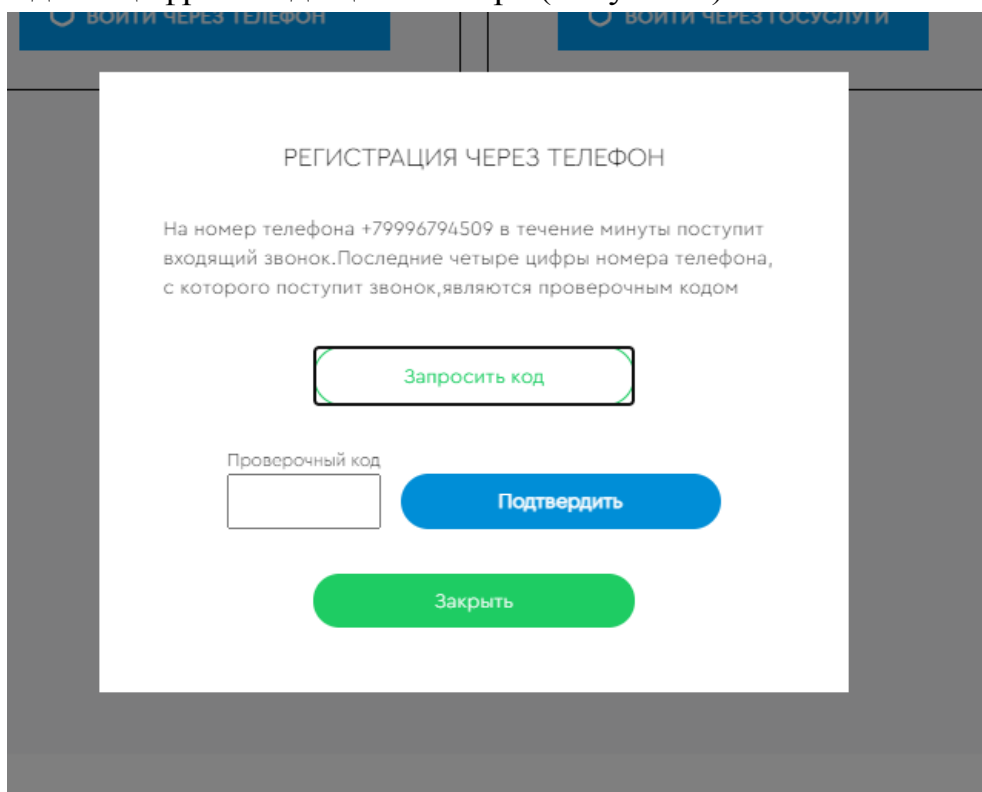 ВОЙТИ ЧЕРЕЗ ТЕЛЕФОН
ВОЙТИ ЧЕРЕЗ ГОСУСЛУГИ
РЕГИСТРАЦИЯ ЧЕРЕЗ ТЕЛЕФОН
На номер телефона +79996794509 в течение минуты поступит
входящий звонок.Последние четыре цифры номера телефона,
с которого поступит звонок,являются проверочным кодом
Запросить код
Проверочный код
Подтвердить
Закрыть